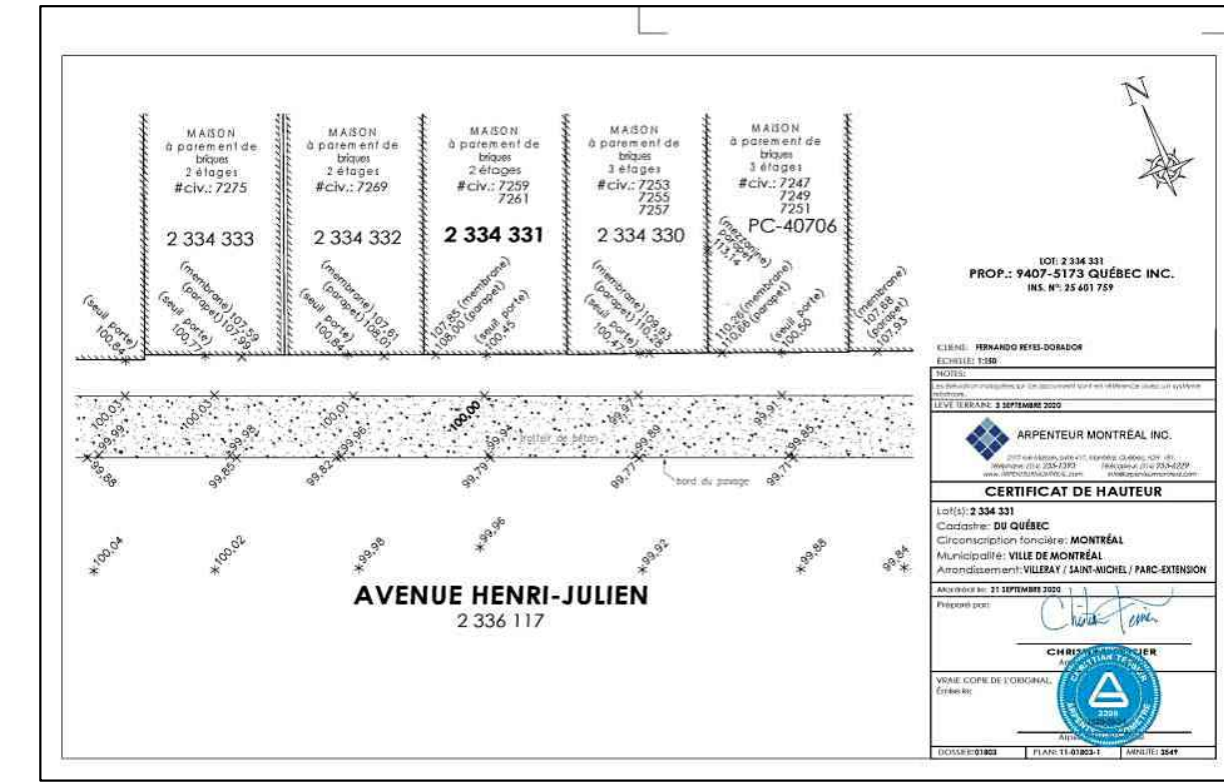 N
MAISON
à parement de
briques
2 étages
#civ.: 7275
2 334 333
MAISON
à parement de
briques
2 étages
#civ.: 7269
2 334 332
MAISON
à parement de
briques
2 étages
#civ.: 7259
7261
2 334 331
MAISON
à parement de
briques
3 étages
#civ.: 7253
7255
7257
2 334 330
MAISON
à parement de
briques
3 étages
#civ.: 7247
7249
7251
PC-40706
(mezzanine)
parapet
113,14
(seuil porte)
100,84
(membrane) 107,59
(parapet) 107,99
(seuil porte)
100,77
(membrane) 107,61
(parapet) 108,01
(seuil porte)
100,84
107,85 (membrane)
108,00 (parapet)
(seuil porte)
100,45
(membrane) 109,93
(parapet) 110,28
(seuil porte)
100,43
110,26 (membrane)
110,66 (parapet)
(seuil porte)
100,50
(membrane)
107,68
(parapet)
107,93
100,03
100,03
100,01
100,00
99,97
99,91
99,99
99,98
99,96
99,94
99,89
99,85
trottoir de béton
99,88
99,85
99,82
99,79
99,77
99,71
bord du pavage
100,04
100,02
99,98
99,96
99,92
99,88
99,84
AVENUE HENRI-JULIEN
2 336 117
LOT: 2 334 331
PROP.: 9407-5173 QUÉBEC INC.
INS. Nº: 25 601 759
CLIENT: FERNANDO REYES-DORADOR
ÉCHELLE: 1:150
NOTES:
LEVÉ TERRAIN: 3 SEPTEMBRE 2020
ARPENTEUR MONTRÉAL INC.
CERTIFICAT DE HAUTEUR
Lot(s): 2 334 331
Cadastre: DU QUÉBEC
Circonscription foncière: MONTRÉAL
Municipalité: VILLE DE MONTRÉAL
Arrondissement: VILLERAY / SAINT-MICHEL / PARC-EXTENSION
Montréal le: 21 SEPTEMBRE 2020
Préparé par:
VRAIE COPIE DE L'ORIGINAL,
Émise le:
DOSSIER: 01803
PLAN: 11-01803-1
MINUTE: 3549